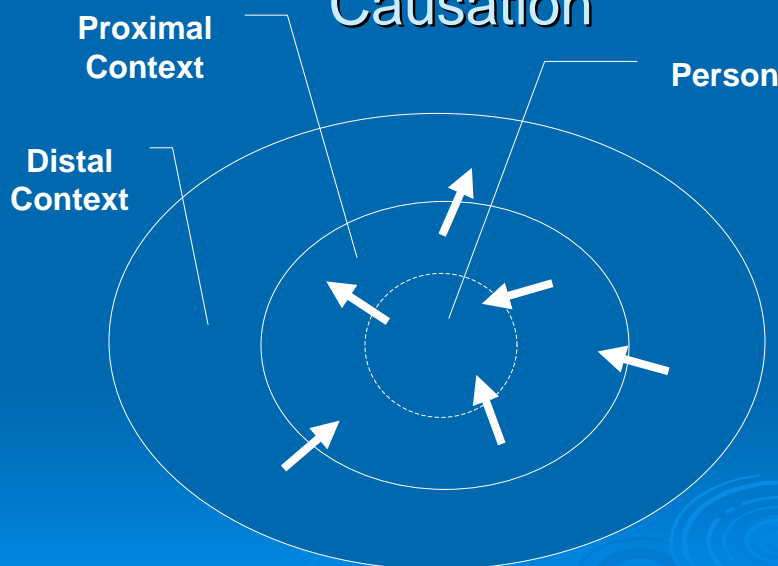 Causation
Proximal
Context
Person
Distal
Context